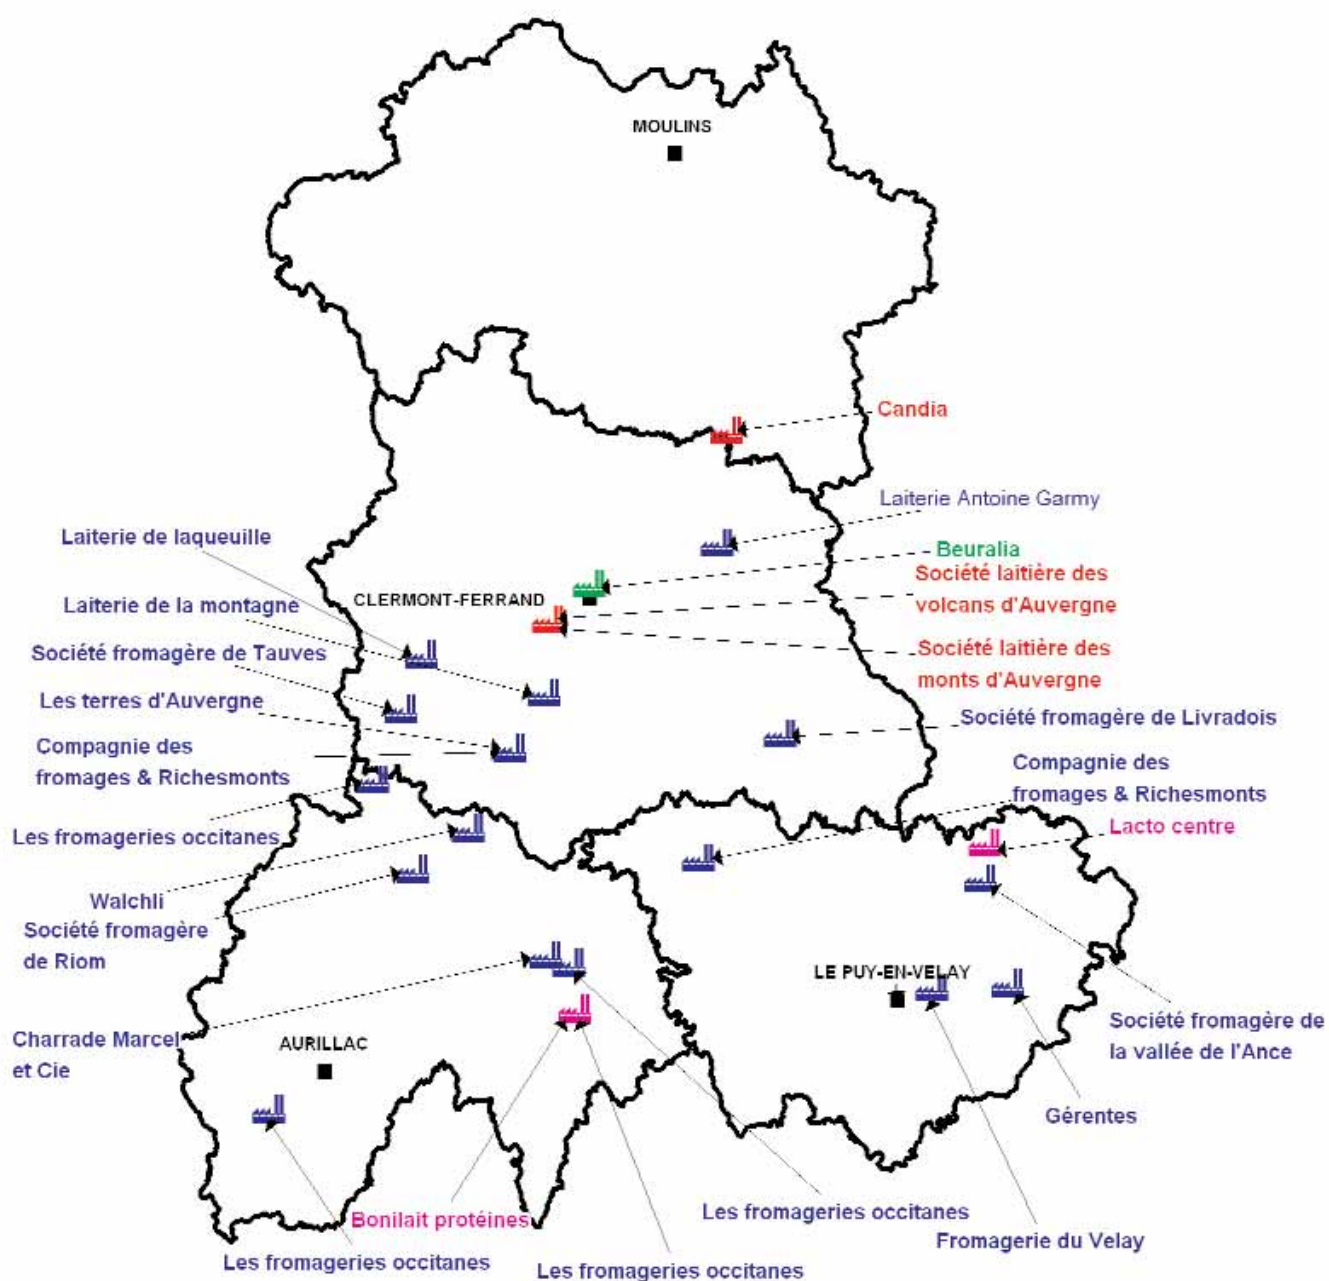 MOULINS
Candia
Laiterie Antoine Garmy
Laiterie de laqueuille
Beuralia
Société laitière des
volcans d'Auvergne
CLERMONT-FERRAND
Laiterie de la montagne
Société fromagère de Tauves
Société laitière des
monts d'Auvergne
Les terres d'Auvergne
Société fromagère de Livradois
Compagnie des
fromages & Richesmonts
Compagnie des
fromages & Richesmonts
Les fromageries occitanes
Lacto centre
Walchli
Société fromagère
de Riom
LE PUY-EN-VELAY
Charrade Marcel
et Cie
AURILLAC
Société fromagère de
la vallée de l'Ance
Gérentes
Bonilait protéines
Les fromageries occitanes
Fromagerie du Velay
Les fromageries occitanes
Les fromageries occitanes